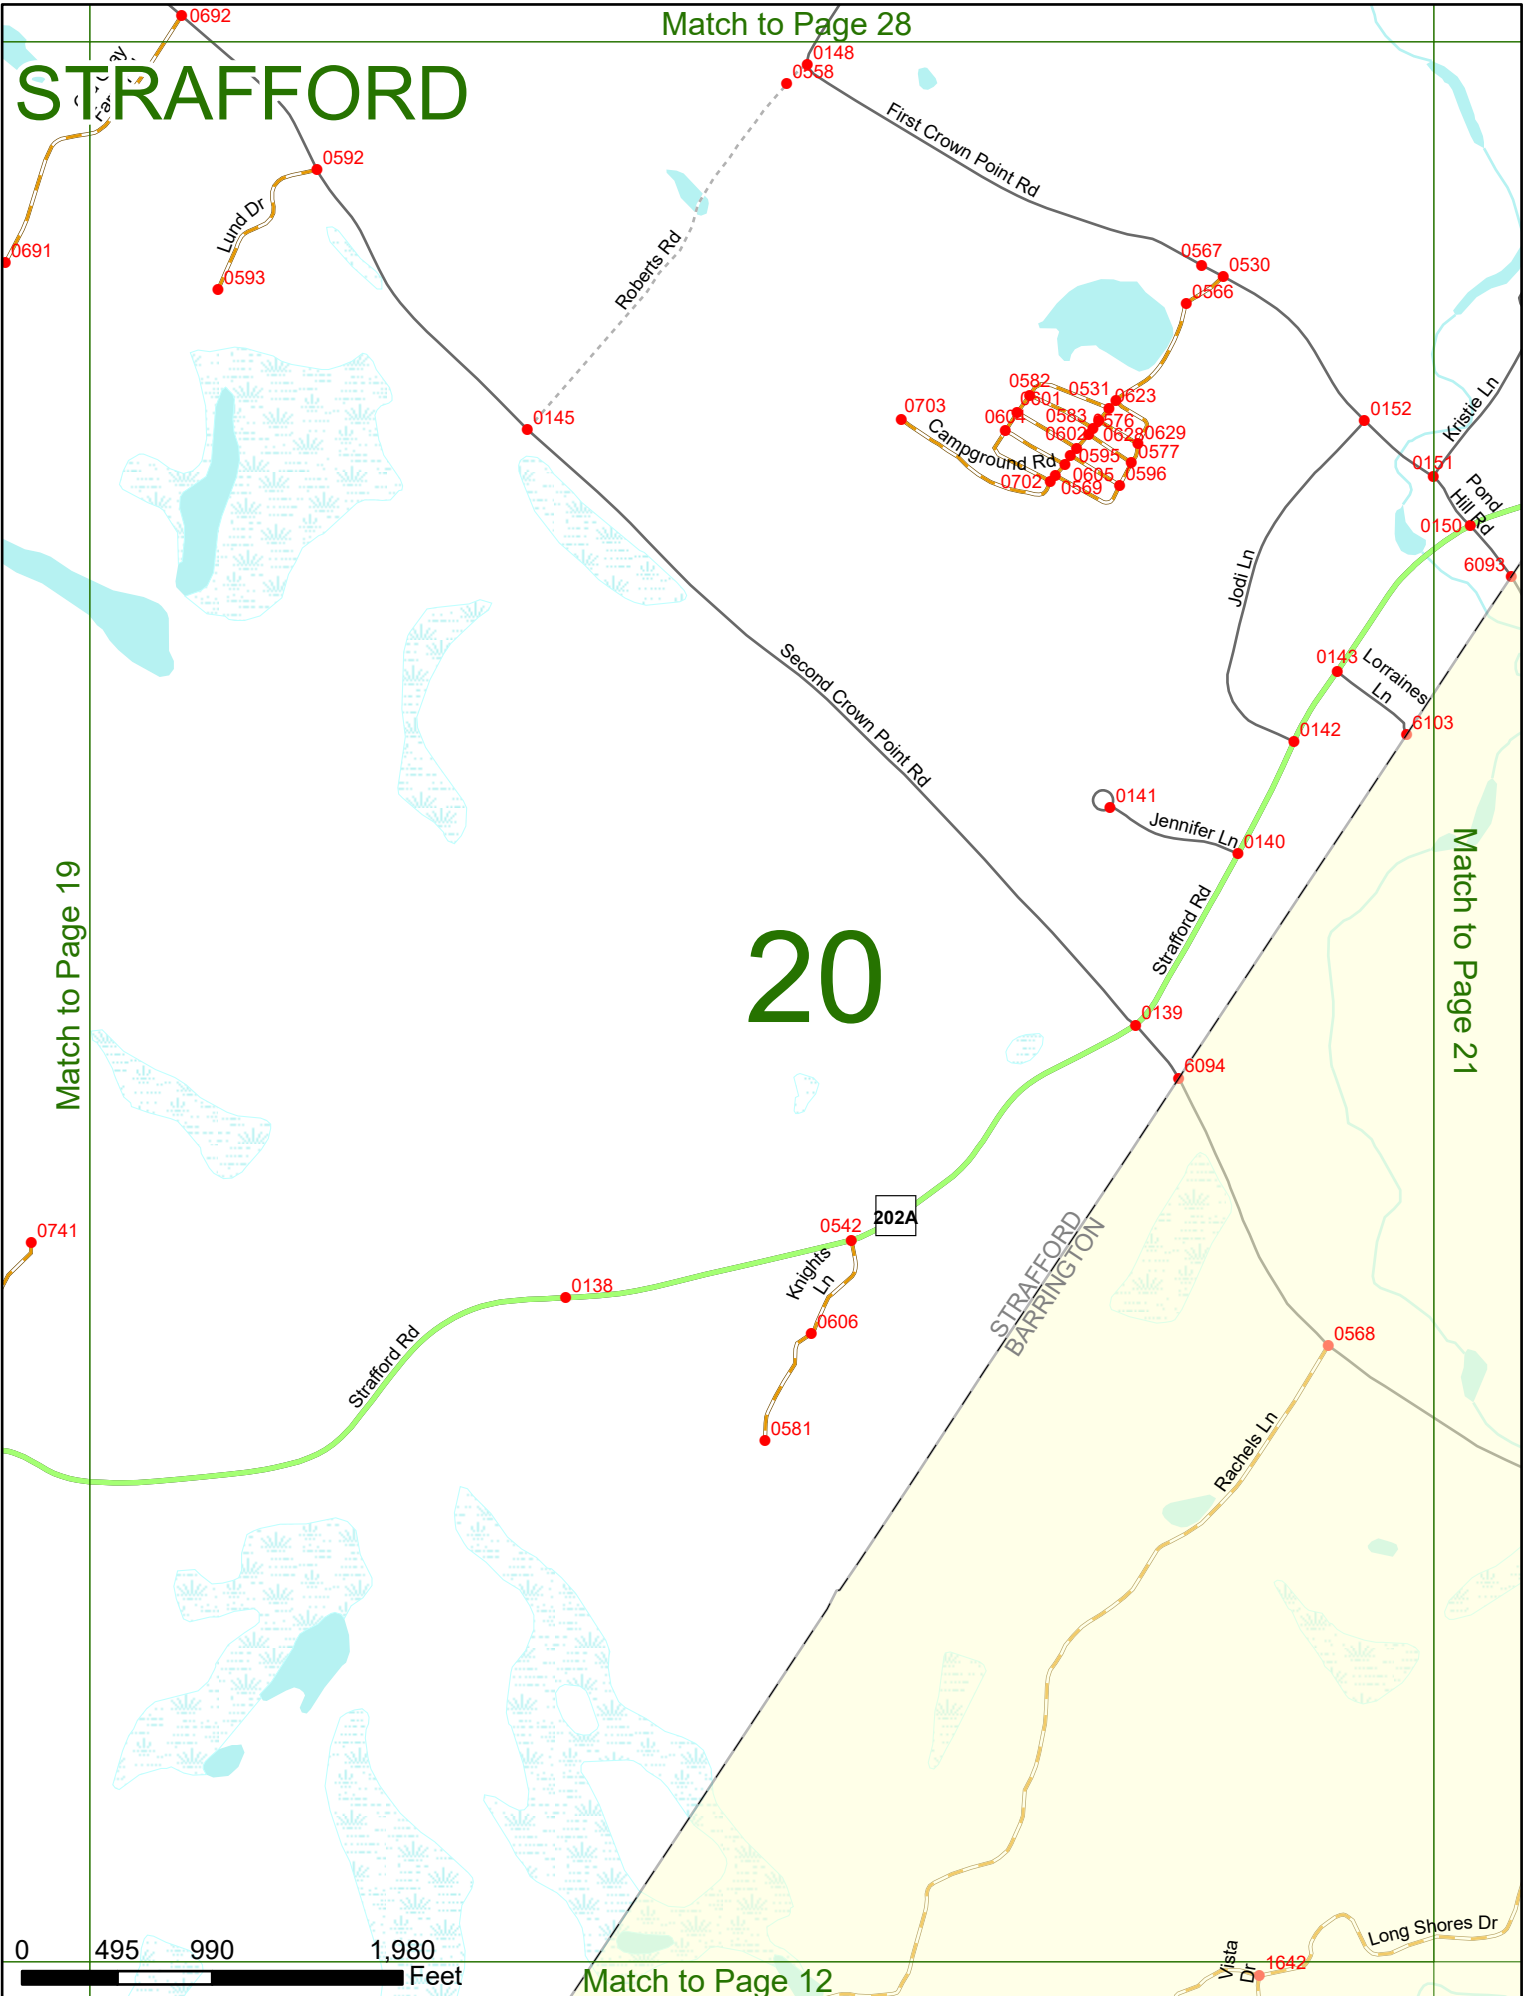 Match to Page 28
0692
0148
0558
STRAFFORD
First Crown Point Rd
0592
Lund Dr
0691
0593
Roberts Rd
0567
0530
0566
0582
0531
0623
0601
0703
0604
0583
0576
0152
Kristie Ln
0145
0602
0628
0629
Campground Rd
0595
0577
0151
0702
0605
0596
0569
Pond
Hill Rd
0150
6093
Jodi Ln
Second Crown Point Rd
0143
Lorraines
Ln
6103
0142
0141
Jennifer Ln
0140
Match to Page 19
Match to Page 21
Strafford Rd
20
0139
6094
202A
0741
0542
STRAFFORD
BARRINGTON
Knights
Ln
0138
0606
0568
Strafford Rd
0581
Rachels Ln
Long Shores Dr
Vista
Dr
1642
0 495 990 1,980
Feet
Match to Page 12